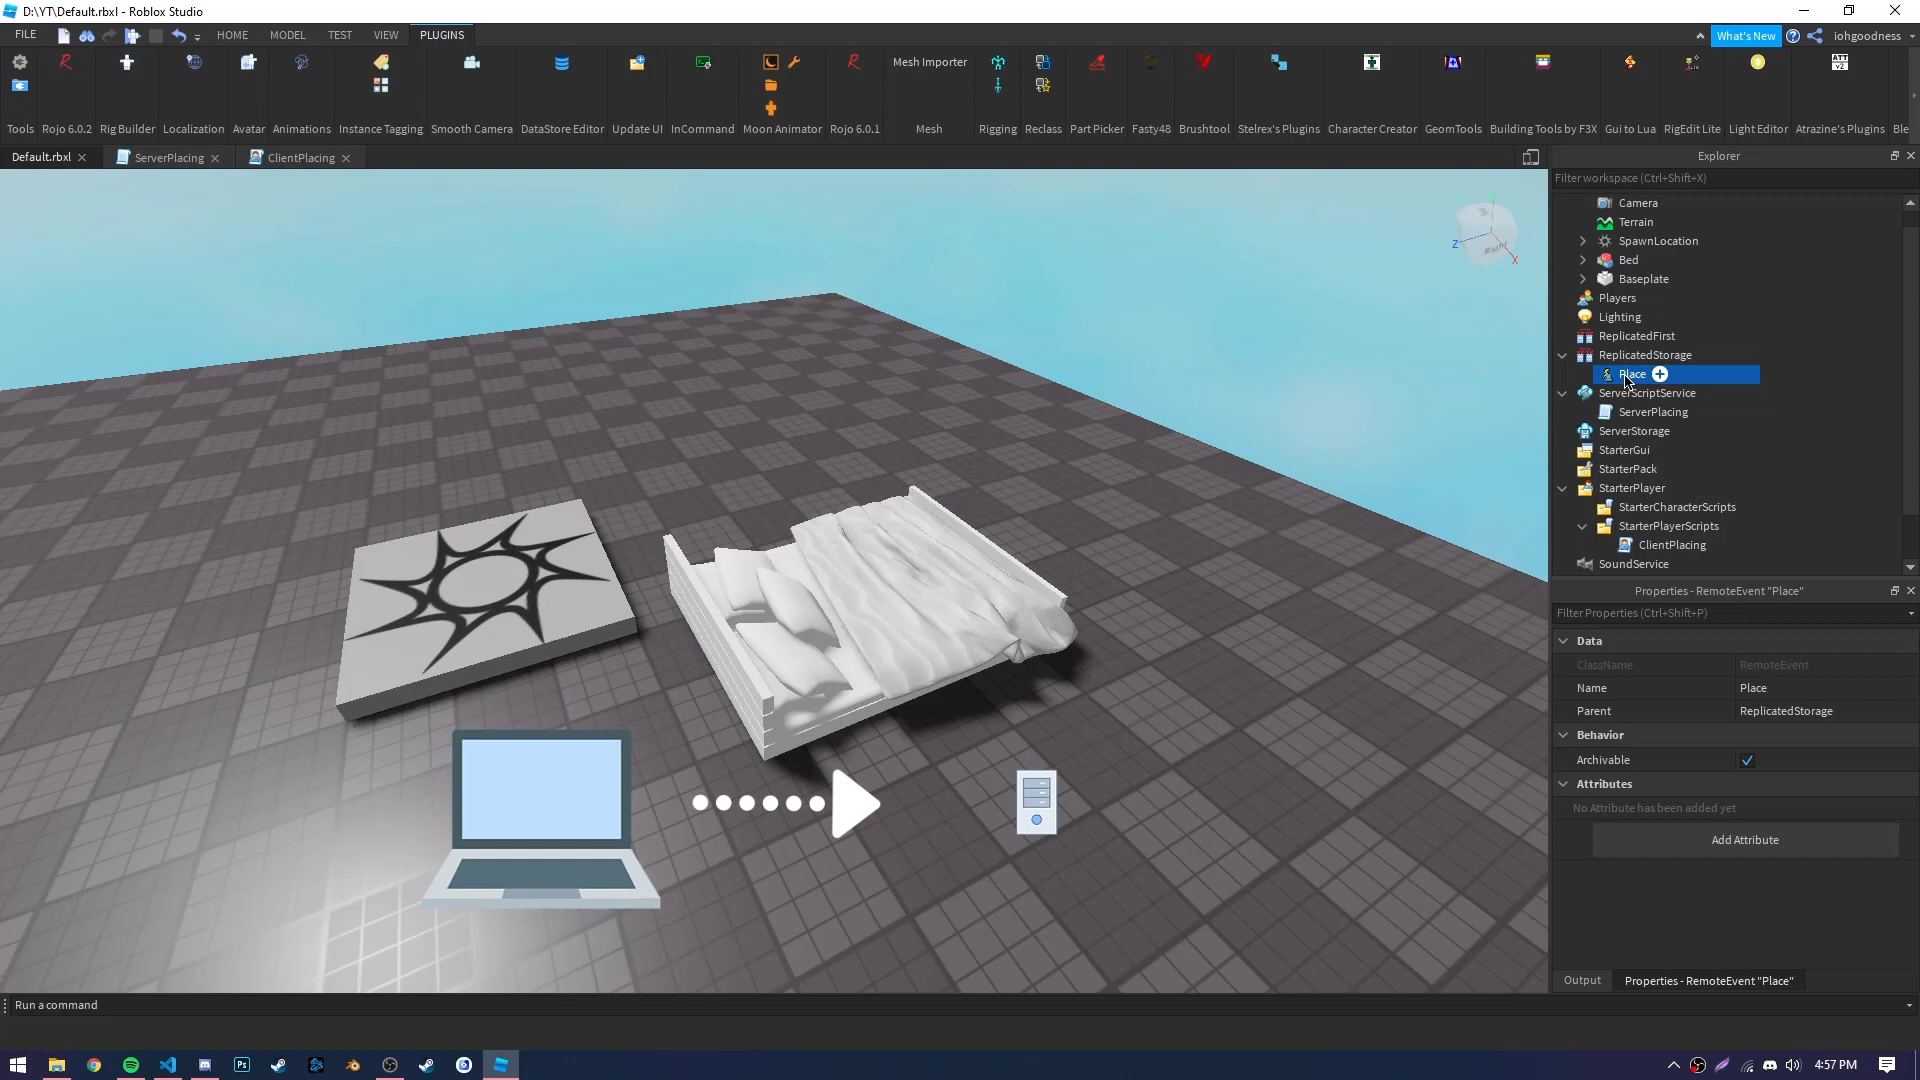 D:\YT\Default.rbxl - Roblox Studio
FILE HOME MODEL TEST VIEW PLUGINS What's New iohgoodness
Mesh Importer
Tools Rojo 6.0.2 Rig Builder Localization Avatar Animations Instance Tagging Smooth Camera DataStore Editor Update UI InCommand Moon Animator Rojo 6.0.1 Mesh Rigging Reclass Part Picker Fasty48 Brushtool Stelrex's Plugins Character Creator GeomTools Building Tools by F3X Gui to Lua RigEdit Lite Light Editor Atrazine's Plugins Ble
ATT
v2
Default.rbxl ServerPlacing ClientPlacing
Explorer
Filter workspace (Ctrl+Shift+X)
Camera
Terrain
SpawnLocation
Bed
Baseplate
Players
Lighting
ReplicatedFirst
ReplicatedStorage
Place
ServerScriptService
ServerPlacing
ServerStorage
StarterGui
StarterPack
StarterPlayer
StarterCharacterScripts
StarterPlayerScripts
ClientPlacing
SoundService
Z
Right
X
Properties - RemoteEvent "Place"
Filter Properties (Ctrl+Shift+P)
Data
ClassName RemoteEvent
Name Place
Parent ReplicatedStorage
Behavior
Archivable
Attributes
No Attribute has been added yet
Add Attribute
Output Properties - RemoteEvent "Place"
Run a command
Ps
4:57 PM